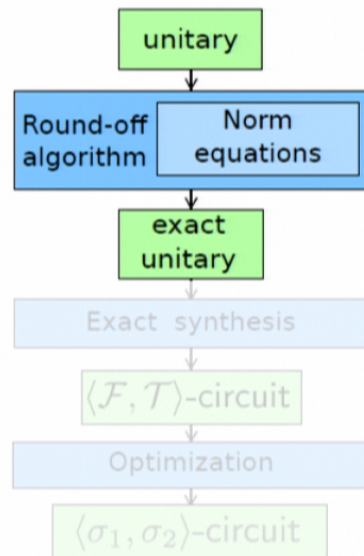 unitary
Round-off
algorithm
Norm
equations
exact
unitary
Exact synthesis
⟨ℱ, 𝒯⟩-circuit
Optimization
⟨σ₁, σ₂⟩-circuit